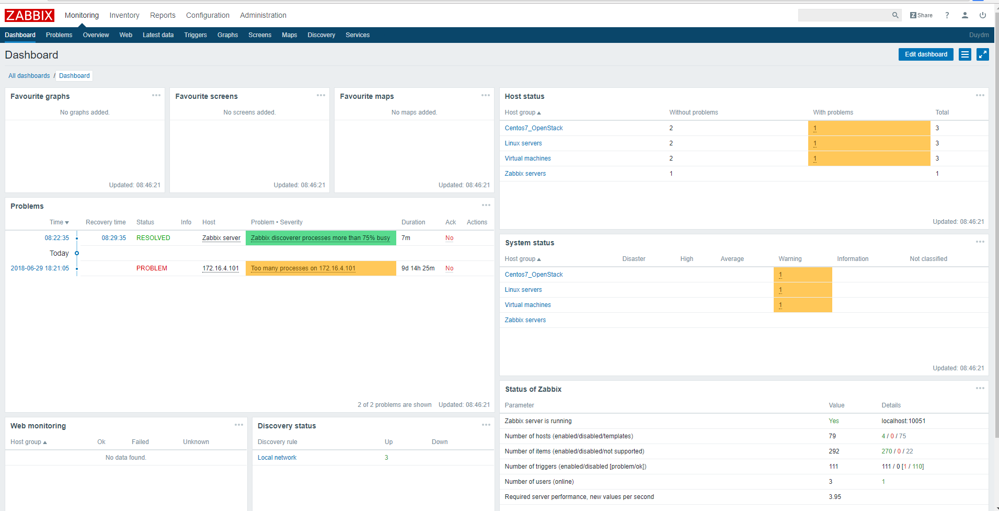 ZABBIX Monitoring Inventory Reports Configuration Administration Z Share ?
Dashboard Problems Overview Web Latest data Triggers Graphs Screens Maps Discovery Services Duydm
Dashboard Edit dashboard
All dashboards / Dashboard
Favourite graphs
No graphs added.
Updated: 08:46:21
Favourite screens
No screens added.
Updated: 08:46:21
Favourite maps
No maps added.
Updated: 08:46:21
Host status
Host group Without problems With problems Total
Centos7_OpenStack 2 1 3
Linux servers 2 1 3
Virtual machines 2 1 3
Zabbix servers 1 1
Updated: 08:46:21
Problems
Time Recovery time Status Info Host Problem • Severity Duration Ack Actions
08:22:35 08:29:35 RESOLVED Zabbix server Zabbix discoverer processes more than 75% busy 7m No
Today
2018-06-29 18:21:05 PROBLEM 172.16.4.101 Too many processes on 172.16.4.101 9d 14h 25m No
2 of 2 problems are shown Updated: 08:46:21
System status
Host group Disaster High Average Warning Information Not classified
Centos7_OpenStack 1
Linux servers 1
Virtual machines 1
Zabbix servers
Updated: 08:46:21
Web monitoring
Host group Ok Failed Unknown
No data found.
Discovery status
Discovery rule Up Down
Local network 3
Status of Zabbix
Parameter Value Details
Zabbix server is running Yes localhost:10051
Number of hosts (enabled/disabled/templates) 79 4 / 0 / 75
Number of items (enabled/disabled/not supported) 292 270 / 0 / 22
Number of triggers (enabled/disabled [problem/ok]) 111 111 / 0 [1 / 110]
Number of users (online) 3 1
Required server performance, new values per second 3.95